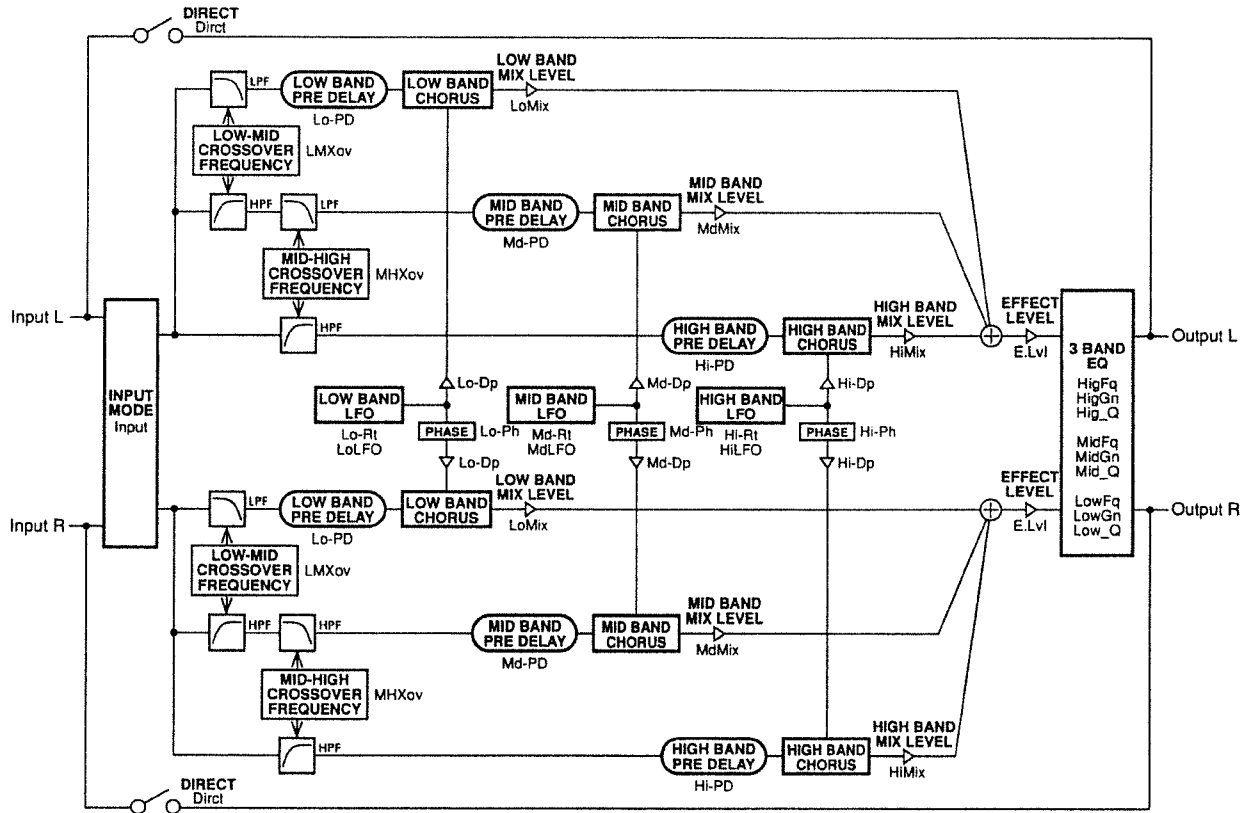 DIRECT
Dirct
LOW BAND
MIX LEVEL
LPF
LOW BAND
PRE DELAY
LOW BAND
CHORUS
LoMix
Lo-PD
LOW-MID
CROSSOVER
FREQUENCY
LMXov
MID BAND
MIX LEVEL
HPF
LPF
MID BAND
PRE DELAY
MID BAND
CHORUS
MdMix
Md-PD
MID-HIGH
CROSSOVER
FREQUENCY
MHXov
HIGH BAND
MIX LEVEL
EFFECT
LEVEL
Input L
HPF
HIGH BAND
PRE DELAY
HIGH BAND
CHORUS
HiMix
E.Lvl
Output L
Hi-PD
3 BAND
EQ
HigFq
HigGn
Hig_Q
MidFq
MidGn
Mid_Q
LowFq
LowGn
Low_Q
INPUT
MODE
Input
Lo-Dp
Md-Dp
Hi-Dp
LOW BAND
LFO
MID BAND
LFO
HIGH BAND
LFO
Lo-Rt
LoLFO
PHASE
Lo-Ph
Md-Rt
MdLFO
PHASE
Md-Ph
Hi-Rt
HiLFO
PHASE
Hi-Ph
Lo-Dp
Md-Dp
Hi-Dp
LOW BAND
MIX LEVEL
EFFECT
LEVEL
Input R
LPF
LOW BAND
PRE DELAY
LOW BAND
CHORUS
LoMix
E.Lvl
Output R
Lo-PD
LOW-MID
CROSSOVER
FREQUENCY
LMXov
MID BAND
MIX LEVEL
HPF
HPF
MID BAND
PRE DELAY
MID BAND
CHORUS
MdMix
Md-PD
MID-HIGH
CROSSOVER
FREQUENCY
MHXov
HIGH BAND
MIX LEVEL
HPF
HIGH BAND
PRE DELAY
HIGH BAND
CHORUS
HiMix
Hi-PD
DIRECT
Dirct